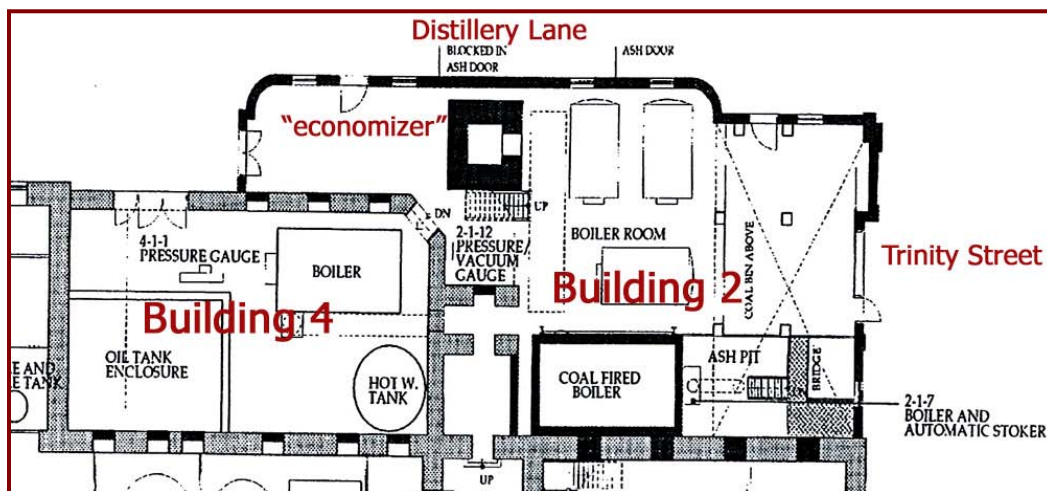 Distillery Lane
BLOCKED IN
ASH DOOR
ASH DOOR
"economizer"
UP
DN
4-1-1
PRESSURE GAUGE
2-1-12
PRESSURE/
VACUUM
GAUGE
BOILER ROOM
COAL BIN ABOVE
Trinity Street
BOILER
Building 4
Building 2
OIL TANK
ENCLOSURE
HOT W.
TANK
COAL FIRED
BOILER
ASH PIT
BRIDGE
E AND
E TANK
2-1-7
BOILER AND
AUTOMATIC STOKER
UP